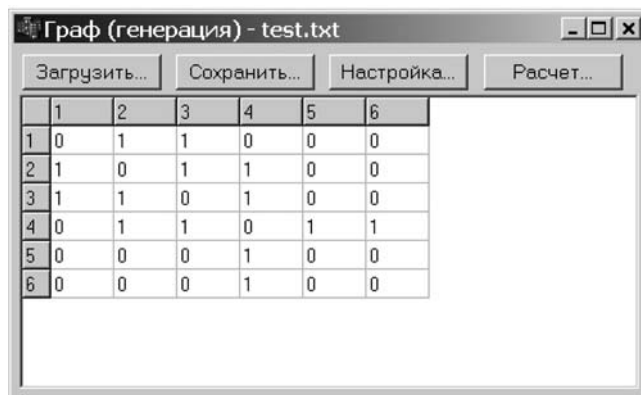 Граф (генерация) - test.txt
Загрузить... Сохранить... Настройка... Расчет...
1 2 3 4 5 6
1 0 1 1 0 0 0
2 1 0 1 1 0 0
3 1 1 0 1 0 0
4 0 1 1 0 1 1
5 0 0 0 1 0 0
6 0 0 0 1 0 0